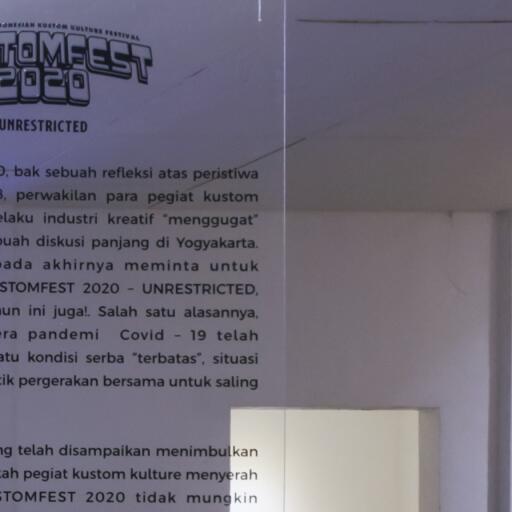 INDONESIAN KUSTOM KULTURE FESTIVAL
TOMFEST
2020
UNRESTRICTED
0, bak sebuah refleksi atas peristiwa
, perwakilan para pegiat kustom
elaku industri kreatif "menggugat"
buah diskusi panjang di Yogyakarta.
pada akhirnya meminta untuk
STOMFEST 2020 – UNRESTRICTED,
hun ini juga!. Salah satu alasannya,
era pandemi Covid – 19 telah
atu kondisi serba "terbatas", situasi
tik pergerakan bersama untuk saling
ng telah disampaikan menimbulkan
kah pegiat kustom kulture menyerah
STOMFEST 2020 tidak mungkin